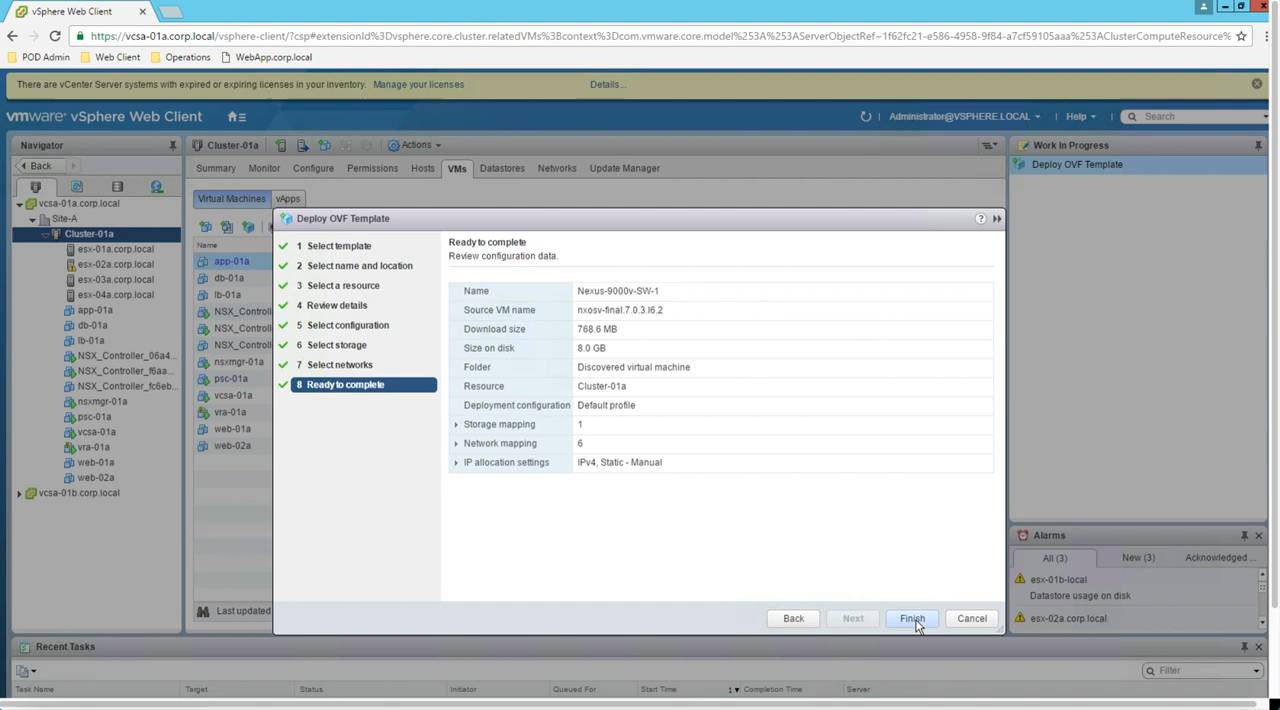 vSphere Web Client
https://vcsa-01a.corp.local/vsphere-client/?csp#extensionId%3Dvsphere.core.cluster.relatedVMs%3Bcontext%3Dcom.vmware.core.model%253A%253AServerObjectRef~1f62fc21-e586-4958-9f84-a7cf59105aaa%253AClusterComputeResource%
POD Admin
Web Client
Operations
WebApp.corp.local
There are vCenter Server systems with expired or expiring licenses in your inventory.
Manage your licenses
Details...
vmware® vSphere Web Client
Administrator@VSPHERE.LOCAL
Help
Search
Navigator
Back
vcsa-01a.corp.local
Site-A
Cluster-01a
esx-01a.corp.local
esx-02a.corp.local
esx-03a.corp.local
esx-04a.corp.local
app-01a
db-01a
lb-01a
NSX_Controller_06a4...
NSX_Controller_f6aa...
NSX_Controller_fc6eb...
nsxmgr-01a
psc-01a
vcsa-01a
vra-01a
web-01a
web-02a
vcsa-01b.corp.local
Cluster-01a
Actions
Summary
Monitor
Configure
Permissions
Hosts
VMs
Datastores
Networks
Update Manager
Virtual Machines
vApps
Name
app-01a
db-01a
lb-01a
NSX_Control
NSX_Control
NSX_Control
nsxmgr-01a
psc-01a
vcsa-01a
vra-01a
web-01a
web-02a
Last updated
Deploy OVF Template
1 Select template
2 Select name and location
3 Select a resource
4 Review details
5 Select configuration
6 Select storage
7 Select networks
8 Ready to complete
Ready to complete
Review configuration data.
Name Nexus-9000v-SW-1
Source VM name nxosv-final.7.0.3.I6.2
Download size 768.6 MB
Size on disk 8.0 GB
Folder Discovered virtual machine
Resource Cluster-01a
Deployment configuration Default profile
Storage mapping 1
Network mapping 6
IP allocation settings IPv4, Static - Manual
Back
Next
Finish
Cancel
Work In Progress
Deploy OVF Template
Alarms
All (3)
New (3)
Acknowledged ...
esx-01b-local
Datastore usage on disk
esx-02a.corp.local
Recent Tasks
Filter
Task Name
Target
Status
Initiator
Queued For
Start Time
1
Completion Time
Server